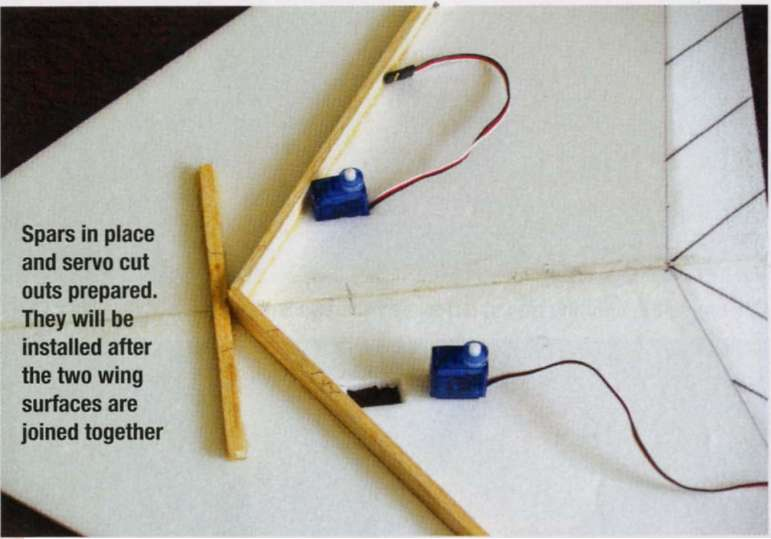 Spars in place
and servo cut
outs prepared.
They will be
installed after
the two wing
surfaces are
joined together